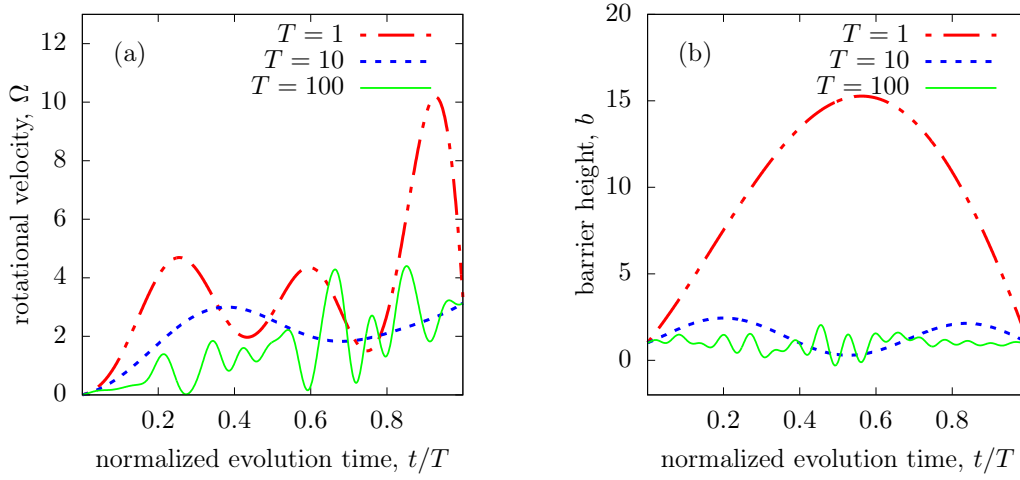 (a)
T = 1
T = 10
T = 100
rotational velocity, Ω
0
2
4
6
8
10
12
0.2
0.4
0.6
0.8
normalized evolution time, t/T
(b)
T = 1
T = 10
T = 100
barrier height, b
0
5
10
15
20
0.2
0.4
0.6
0.8
normalized evolution time, t/T